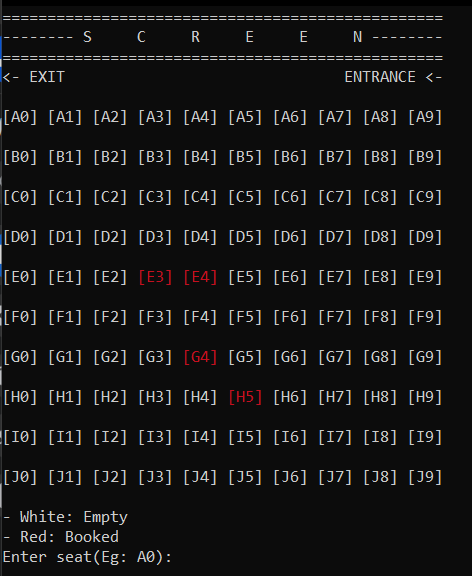 =================================================
-------- S     C     R     E     E     N --------
=================================================
<- EXIT                               ENTRANCE <-
[A0] [A1] [A2] [A3] [A4] [A5] [A6] [A7] [A8] [A9]
[B0] [B1] [B2] [B3] [B4] [B5] [B6] [B7] [B8] [B9]
[C0] [C1] [C2] [C3] [C4] [C5] [C6] [C7] [C8] [C9]
[D0] [D1] [D2] [D3] [D4] [D5] [D6] [D7] [D8] [D9]
[E0] [E1] [E2] [E3] [E4] [E5] [E6] [E7] [E8] [E9]
[F0] [F1] [F2] [F3] [F4] [F5] [F6] [F7] [F8] [F9]
[G0] [G1] [G2] [G3] [G4] [G5] [G6] [G7] [G8] [G9]
[H0] [H1] [H2] [H3] [H4] [H5] [H6] [H7] [H8] [H9]
[I0] [I1] [I2] [I3] [I4] [I5] [I6] [I7] [I8] [I9]
[J0] [J1] [J2] [J3] [J4] [J5] [J6] [J7] [J8] [J9]
- White: Empty
- Red: Booked
Enter seat(Eg: A0):